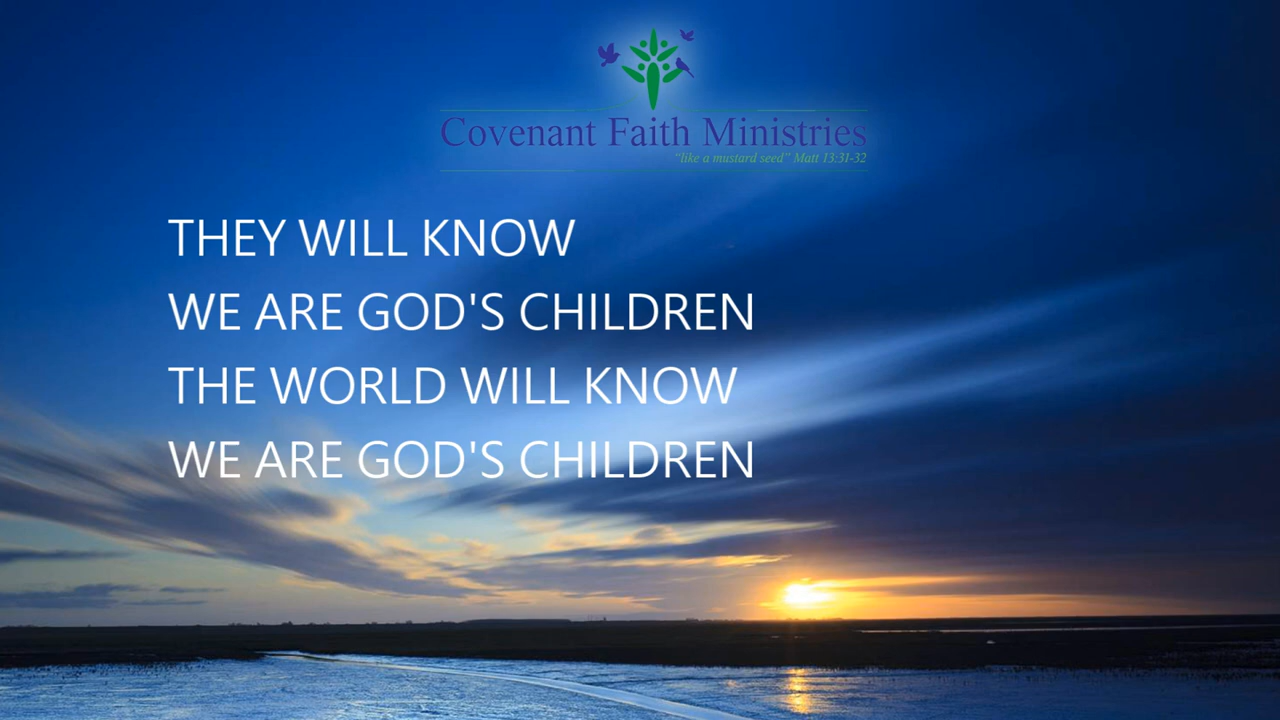 Covenant Faith Ministries
"like a mustard seed" Matt 13:31-32
THEY WILL KNOW
WE ARE GOD'S CHILDREN
THE WORLD WILL KNOW
WE ARE GOD'S CHILDREN